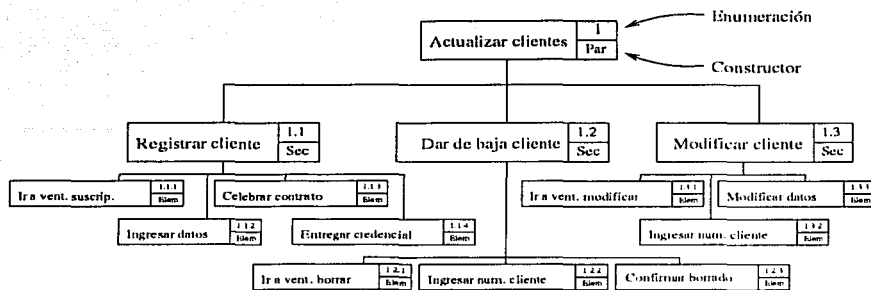 Enumeración
Actualizar clientes
1
Par
Constructor
Registrar cliente
1.1
Sec
Dar de baja cliente
1.2
Sec
Modificar cliente
1.3
Sec
Ir a vent. suscrip.
1.1.1
Elem
Celebrar contrato
1.1.3
Elem
Ir a vent. modificar
1.3.1
Elem
Modificar datos
1.3.3
Elem
Ingresar datos
1.1.2
Elem
Entregar credencial
1.1.4
Elem
Ingresar num. cliente
1.3.2
Elem
Ir a vent. borrar
1.2.1
Elem
Ingresar num. cliente
1.2.2
Elem
Confirmar borrado
1.2.3
Elem